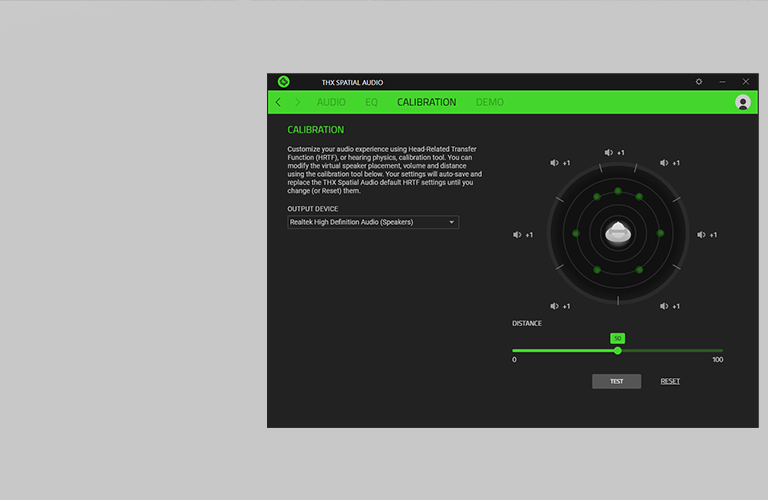 THX SPATIAL AUDIO
AUDIO EQ CALIBRATION DEMO
CALIBRATION
Customize your audio experience using Head-Related Transfer
Function (HRTF), or hearing physics, calibration tool. You can
modify the virtual speaker placement, volume and distance
using the calibration tool below. Your settings will auto-save and
replace the THX Spatial Audio default HRTF settings until you
change (or Reset) them.
OUTPUT DEVICE
Realtek High Definition Audio (Speakers)
+1
+1
+1
+1
+1
+1
+1
DISTANCE
50
0 100
TEST RESET